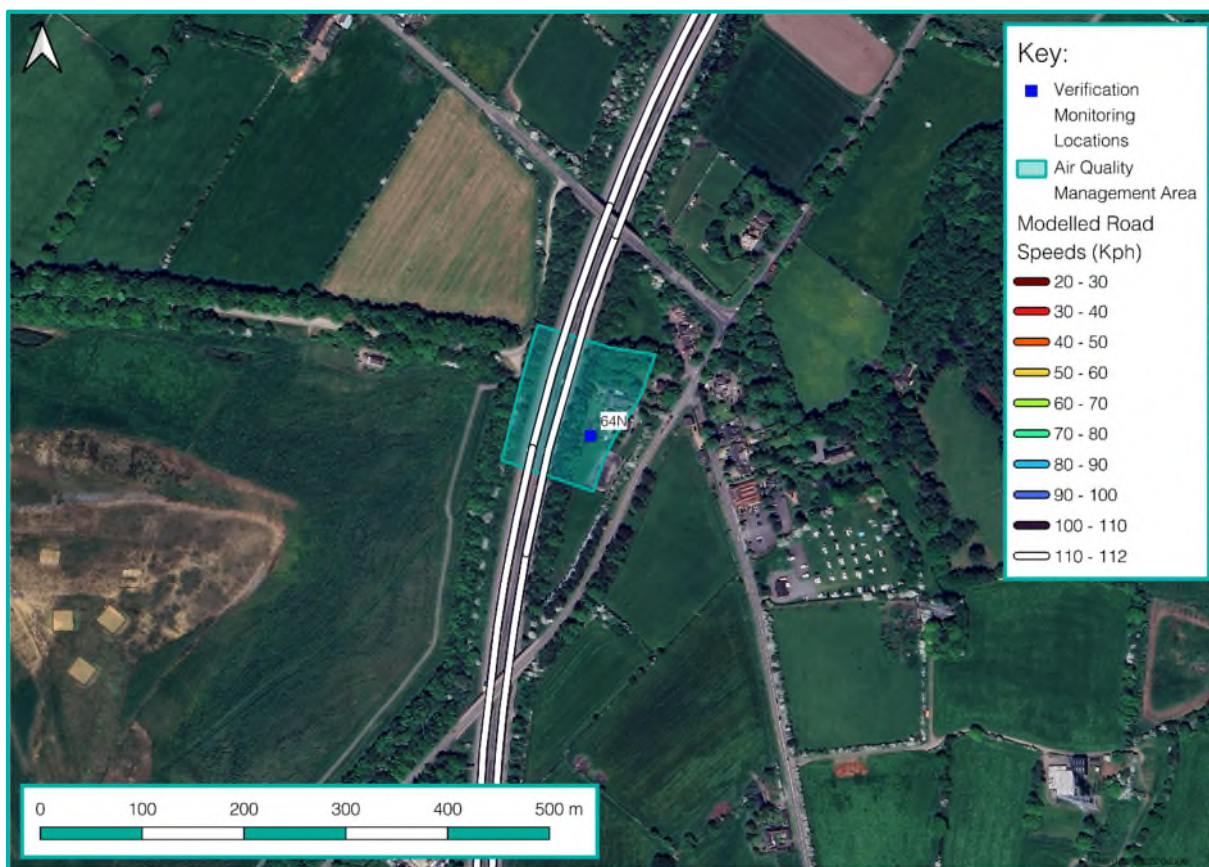 64N
Key:
Verification
Monitoring
Locations
Air Quality
Management Area
Modelled Road
Speeds (Kph)
20 - 30
30 - 40
40 - 50
50 - 60
60 - 70
70 - 80
80 - 90
90 - 100
100 - 110
110 - 112
0 100 200 300 400 500 m